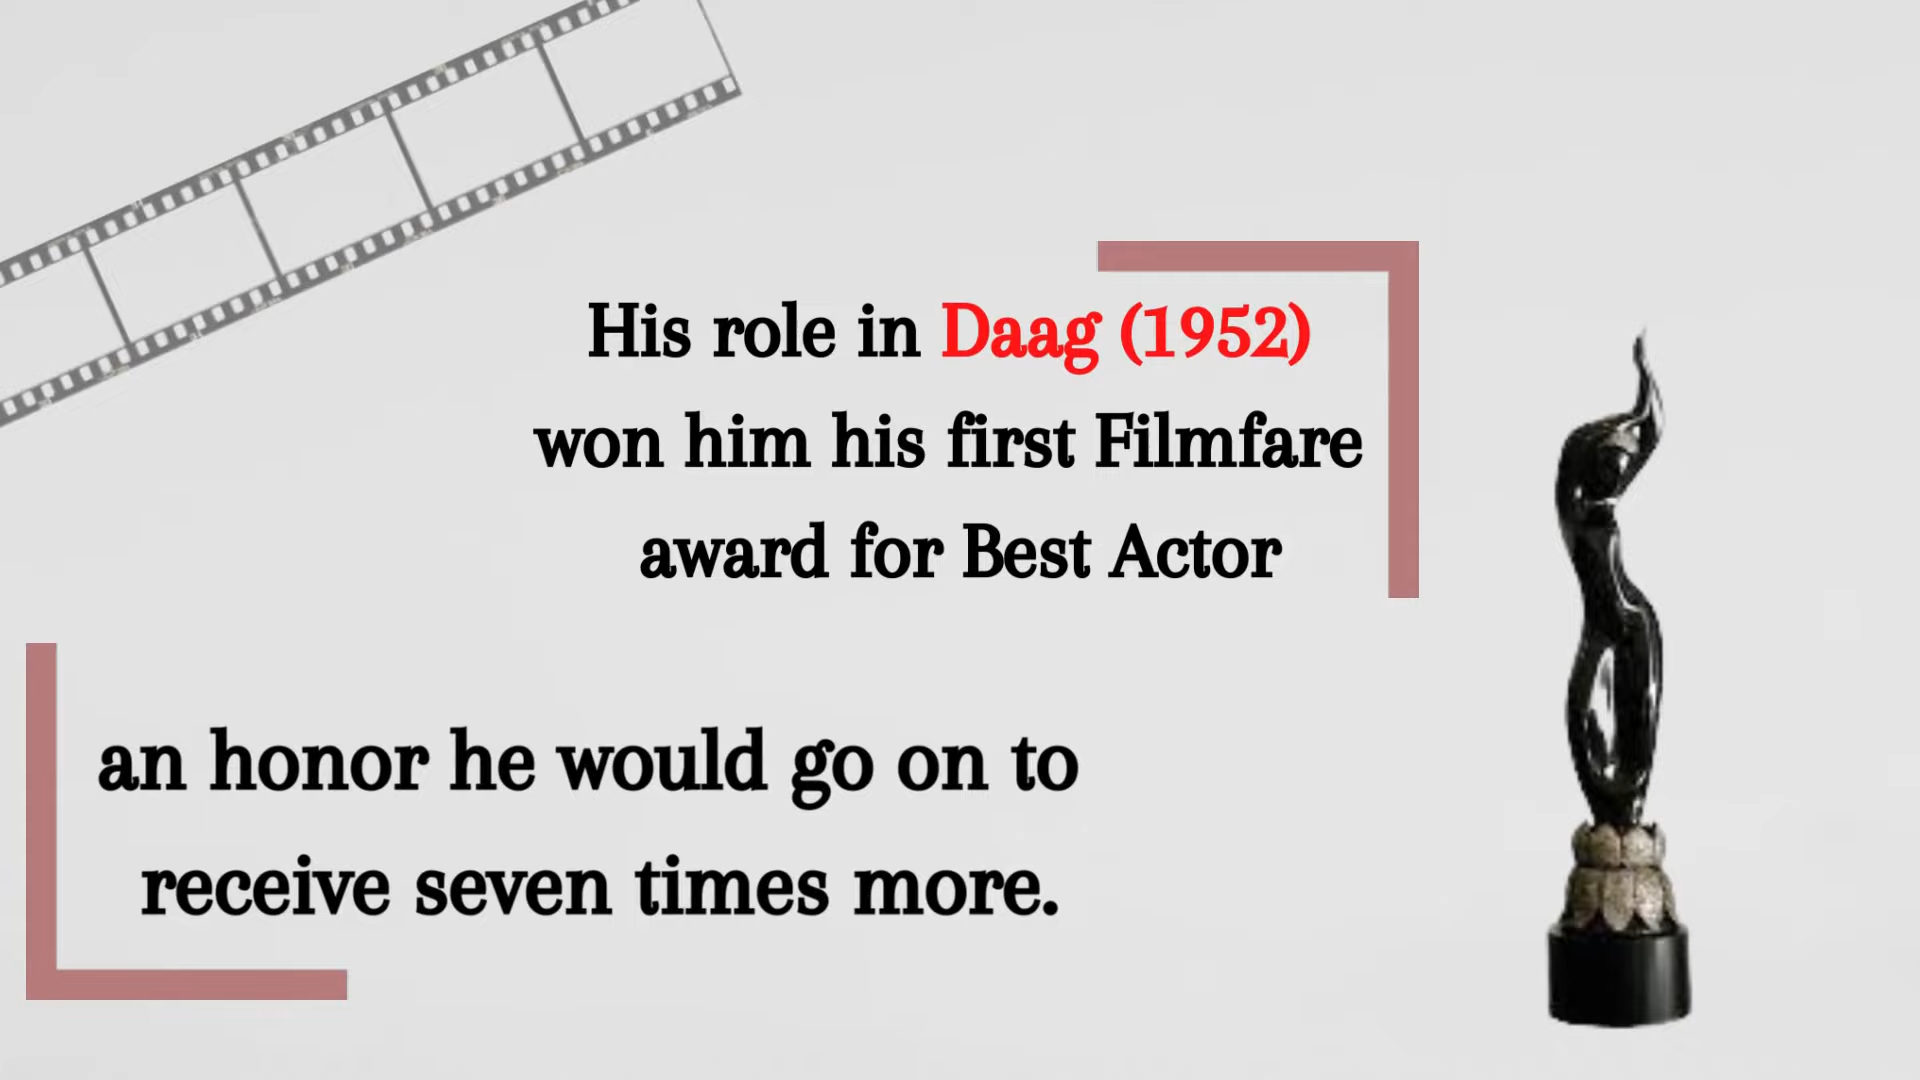 His role in Daag (1952)
won him his first Filmfare
award for Best Actor
an honor he would go on to
receive seven times more.